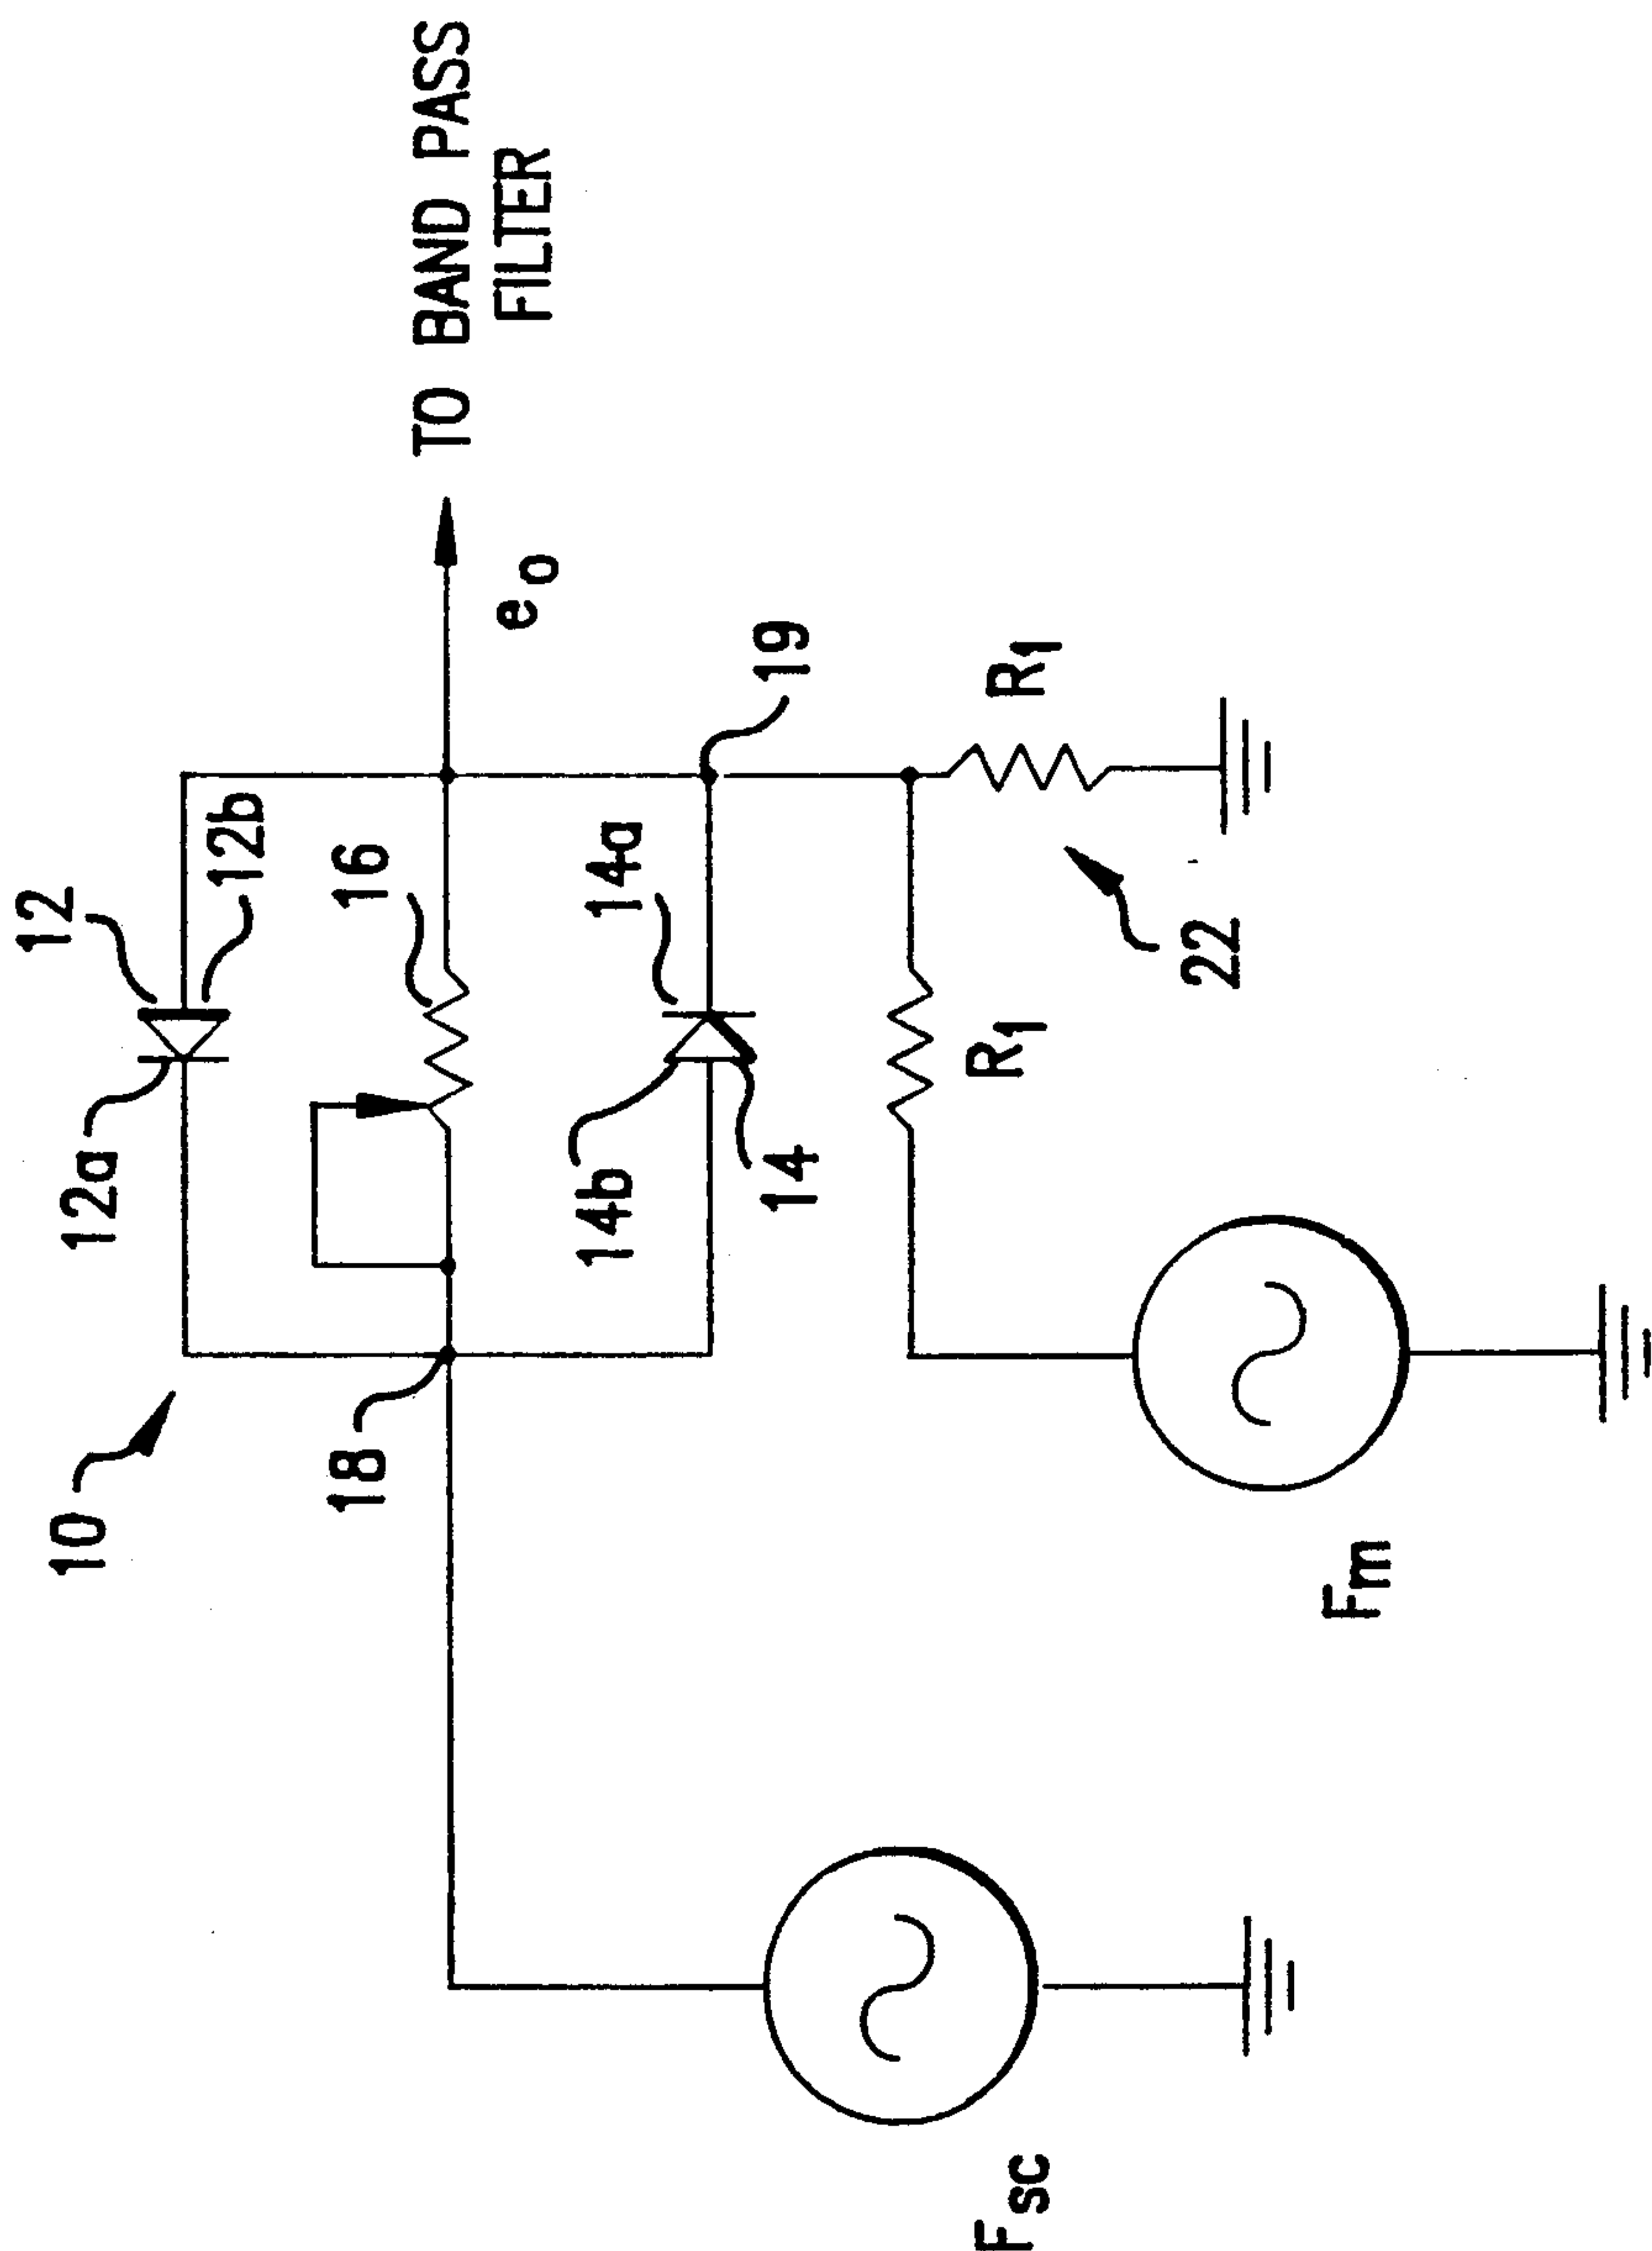 10
12
12a
12b
16
18
14a
14b
14
19
e₀
TO BAND PASS
FILTER
R₁
R₁
22
Fsc
Fm